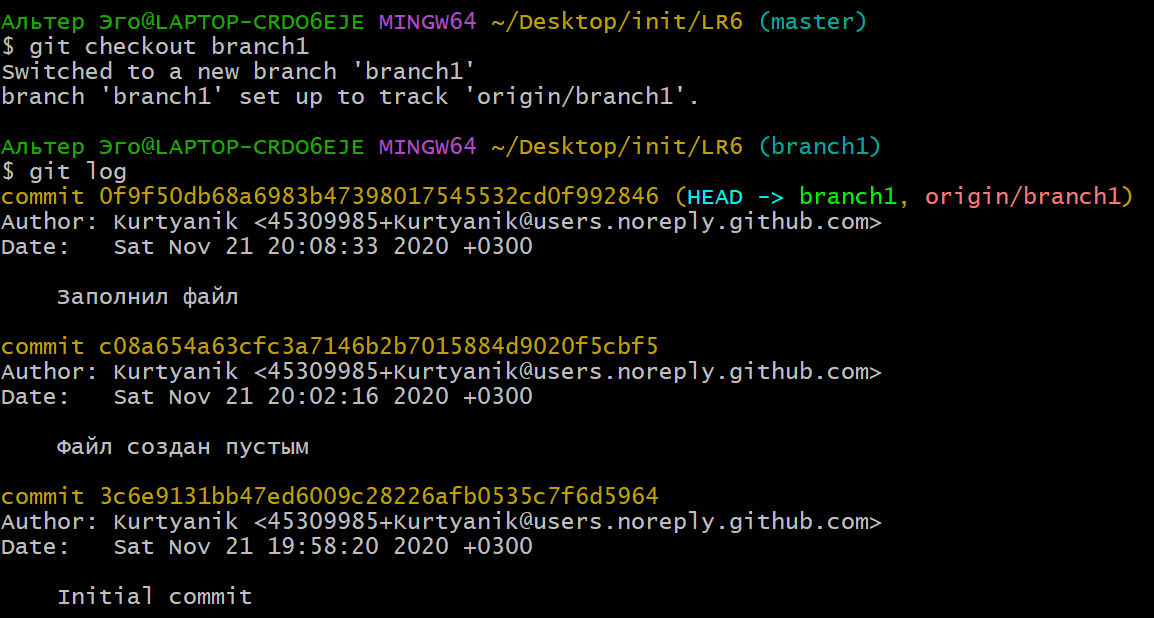 Альтер Эго@LAPTOP-CRDO6EJE MINGW64 ~/Desktop/init/LR6 (master)
$ git checkout branch1
Switched to a new branch 'branch1'
branch 'branch1' set up to track 'origin/branch1'.
Альтер Эго@LAPTOP-CRDO6EJE MINGW64 ~/Desktop/init/LR6 (branch1)
$ git log
commit 0f9f50db68a6983b47398017545532cd0f992846 (HEAD -> branch1, origin/branch1)
Author: Kurtyanik <45309985+Kurtyanik@users.noreply.github.com>
Date:   Sat Nov 21 20:08:33 2020 +0300
Заполнил файл
commit c08a654a63cfc3a7146b2b7015884d9020f5cbf5
Author: Kurtyanik <45309985+Kurtyanik@users.noreply.github.com>
Date:   Sat Nov 21 20:02:16 2020 +0300
Файл создан пустым
commit 3c6e9131bb47ed6009c28226afb0535c7f6d5964
Author: Kurtyanik <45309985+Kurtyanik@users.noreply.github.com>
Date:   Sat Nov 21 19:58:20 2020 +0300
Initial commit